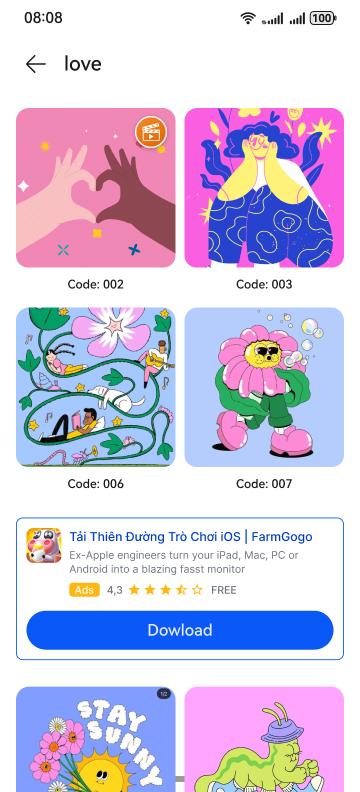 08:08
100
love
Code: 002
Code: 003
Code: 006
Code: 007
Tải Thiên Đường Trò Chơi iOS | FarmGogo
Ex-Apple engineers turn your iPad, Mac, PC or
Android into a blazing fasst monitor
Ads 4,3 FREE
Dowload
1/2
STAY
SUNNY